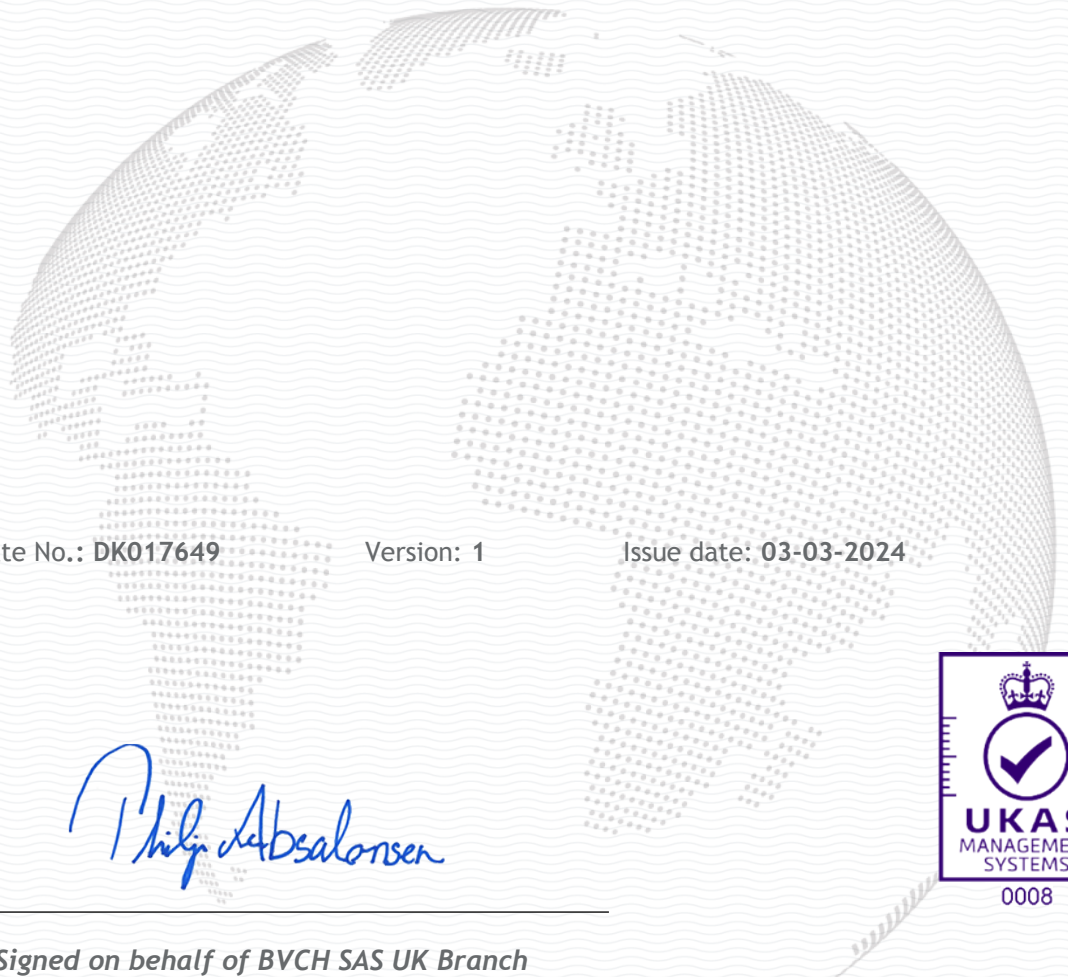 te No.: DK017649 Version: 1 Issue date: 03-03-2024
Philip Absalonsen
UKAS
MANAGEMEN
SYSTEMS
0008
Signed on behalf of BVCH SAS UK Branch